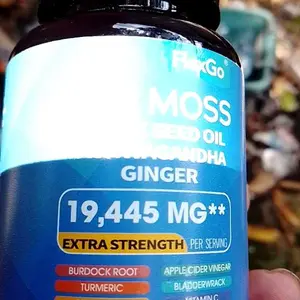 FlexGo®
MOSS
SEED OIL
GINGER
19,445 MG**
EXTRA STRENGTH PER SERVING
BURDOCK ROOT APPLE CIDER VINEGAR
TURMERIC BLADDERWRACK
VITAMIN C